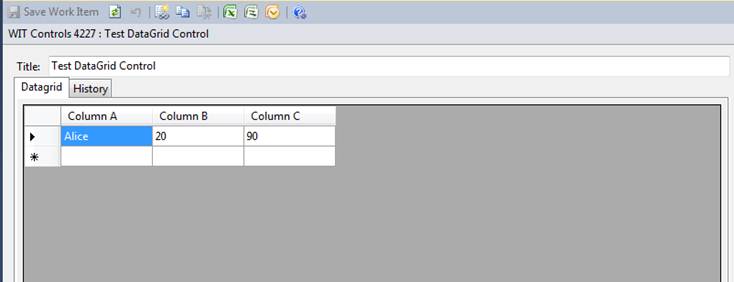 Save Work Item
WIT Controls 4227 : Test DataGrid Control
Title: Test DataGrid Control
Datagrid History
Column A Column B Column C
Alice 20 90